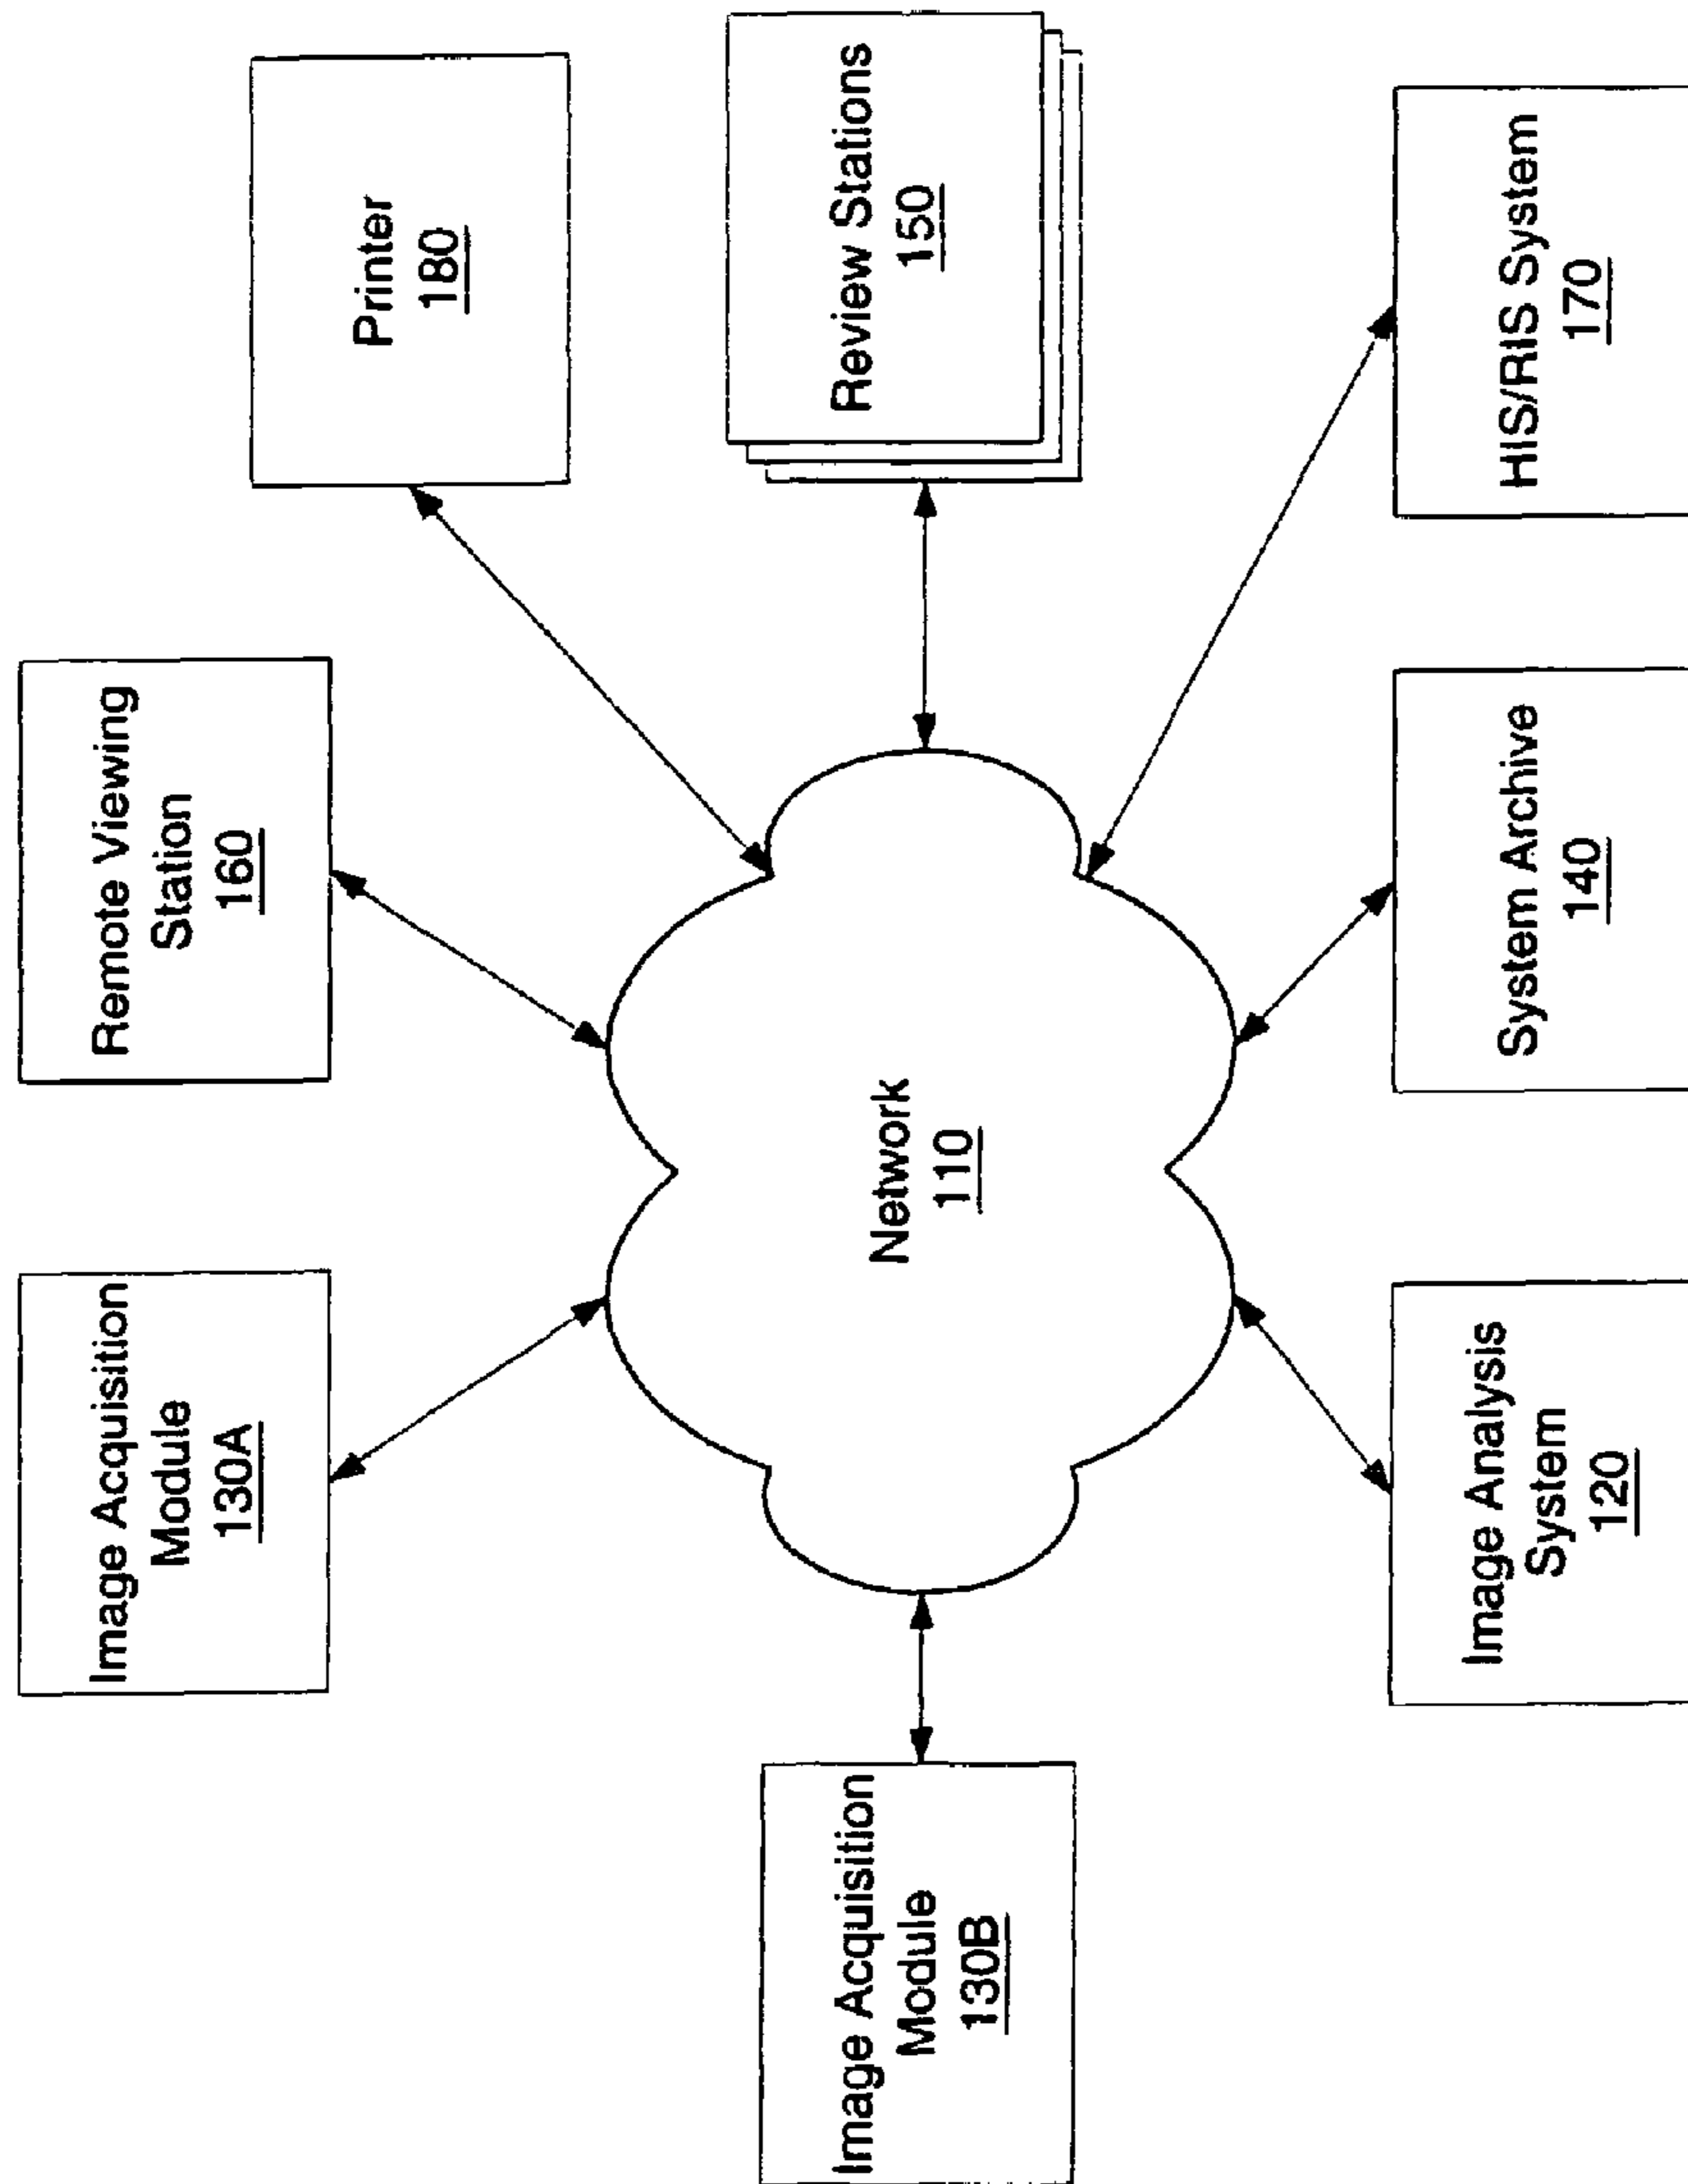 Image Acquisition
Module
130A
Remote Viewing
Station
160
Printer
180
Image Acquisition
Module
130B
Network
110
Review Stations
150
Image Analysis
System
120
System Archive
140
HIS/RIS System
170